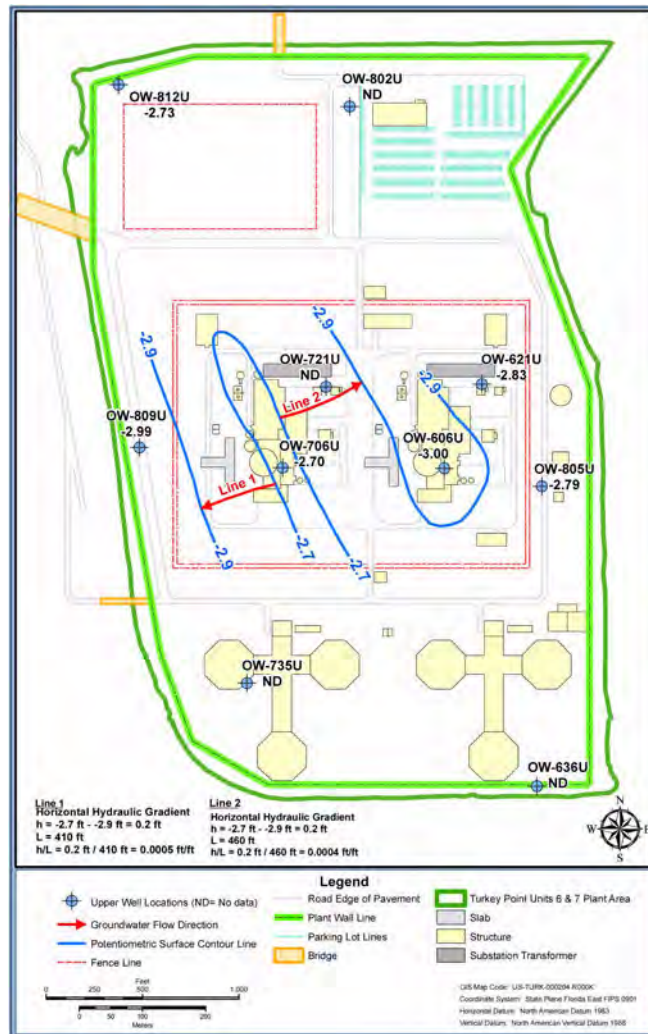 OW-812U
-2.73
OW-802U
ND
-2.9
-2.9
OW-721U
ND
OW-621U
-2.83
-2.9
Line 2
OW-809U
-2.99
OW-706U
-2.70
OW-606U
-3.00
OW-805U
-2.79
Line 1
-2.9
-2.7
-2.7
OW-735U
ND
OW-636U
ND
Line 1
Horizontal Hydraulic Gradient
h = -2.7 ft - -2.9 ft = 0.2 ft
L = 410 ft
h/L = 0.2 ft / 410 ft = 0.0005 ft/ft
Line 2
Horizontal Hydraulic Gradient
h = -2.7 ft - -2.9 ft = 0.2 ft
L = 460 ft
h/L = 0.2 ft / 460 ft = 0.0004 ft/ft
N
W
E
S
Legend
Upper Well Locations (ND= No data)
Groundwater Flow Direction
Potentiometric Surface Contour Line
Fence Line
Road Edge of Pavement
Plant Wall Line
Parking Lot Lines
Bridge
Turkey Point Units 6 & 7 Plant Area
Slab
Structure
Substation Transformer
Feet
0 250 500 1,000
0 50 100 200
Meters
GIS Map Code: US-TURK-000204-R000K
Coordinate System: State Plane Florida East FIPS 0901
Horizontal Datum: North American Datum 1983
Vertical Datum: North American Vertical Datum 1988